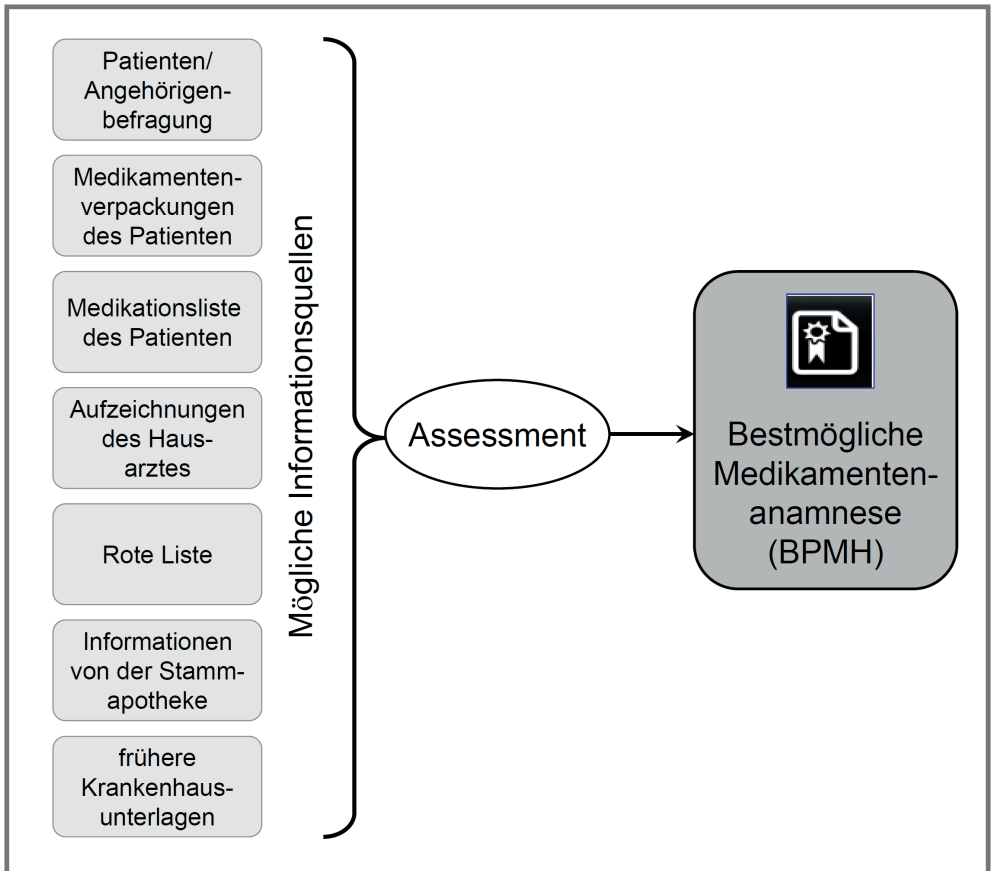 Patienten/
Angehörigen-
befragung
Medikamenten-
verpackungen
des Patienten
Medikationsliste
des Patienten
Aufzeichnungen
des Haus-
arztes
Rote Liste
Informationen
von der Stamm-
apotheke
frühere
Krankenhaus-
unterlagen
Mögliche Informationsquellen
Assessment
Bestmögliche
Medikamenten-
anamnese
(BPMH)